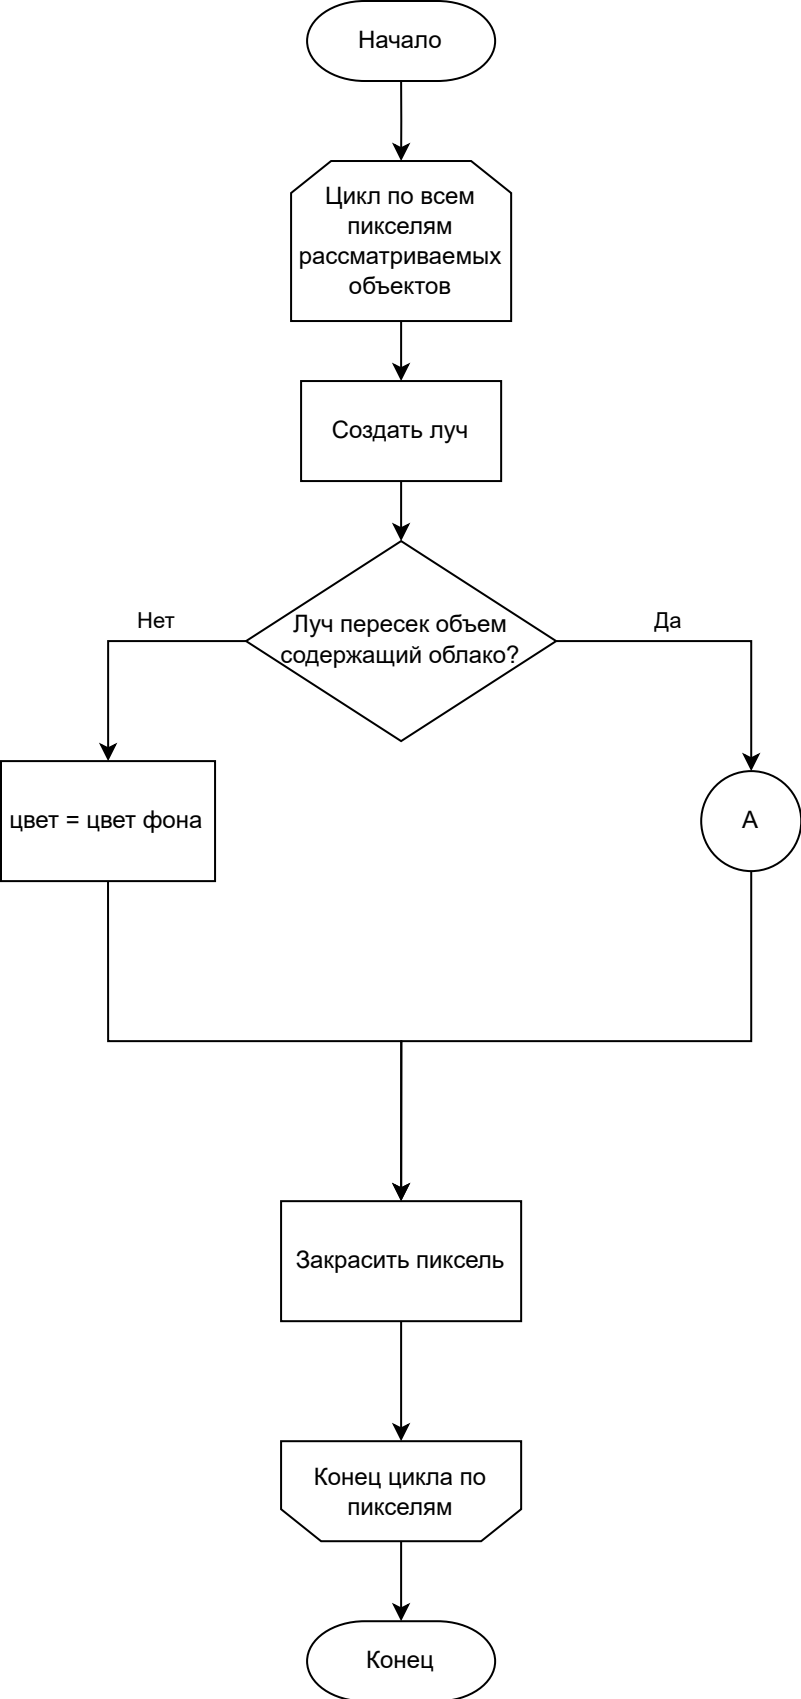 Начало
Цикл по всем
пикселям
рассматриваемых
объектов
Создать луч
Луч пересек объем
содержащий облако?
Нет
Да
цвет = цвет фона
А
Закрасить пиксель
Конец цикла по
пикселям
Конец